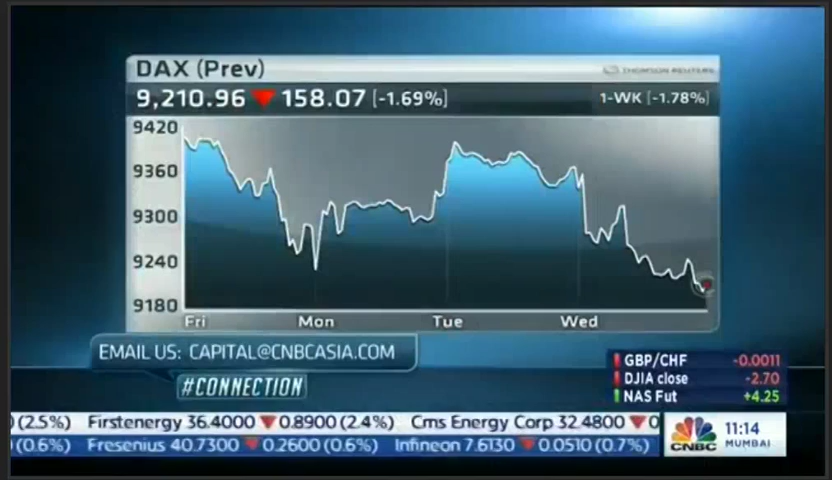 DAX (Prev)
THOMSON REUTERS
9,210.96 ▼ 158.07 [-1.69%]
1-WK [-1.78%]
9420
9360
9300
9240
9180
Fri Mon Tue Wed
EMAIL US: CAPITAL@CNBCASIA.COM
#CONNECTION
GBP/CHF -0.0011
DJIA close -2.70
NAS Fut +4.25
(2.5%) Firstenergy 36.4000 ▼ 0.8900 (2.4%) Cms Energy Corp 32.4800 ▼ 0
(0.6%) Fresenius 40.7300 ▼ 0.2600 (0.6%) Infineon 7.6130 ▼ 0.0510 (0.7%)
CNBC
11:14
MUMBAI